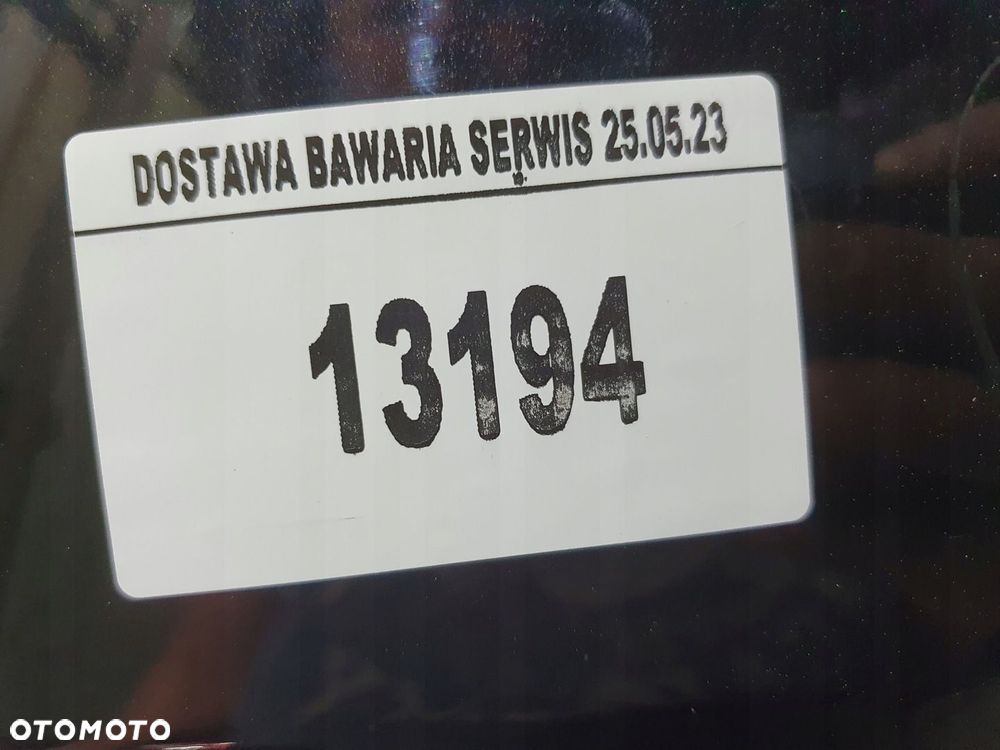 DOSTAWA BAWARIA SERWIS 25.05.23
13194
OTOMOTO